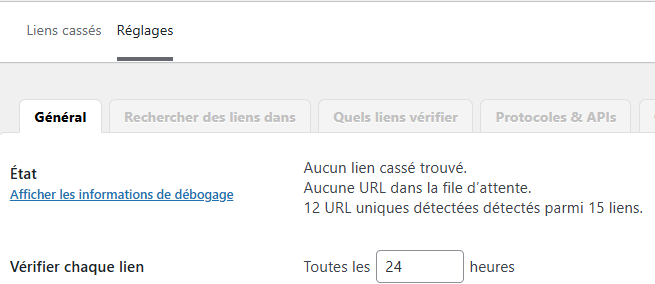 Liens cassés Réglages
Général Rechercher des liens dans Quels liens vérifier Protocoles & APIs
État
Afficher les informations de débogage
Aucun lien cassé trouvé.
Aucune URL dans la file d'attente.
12 URL uniques détectées détectés parmi 15 liens.
Vérifier chaque lien Toutes les 24 heures